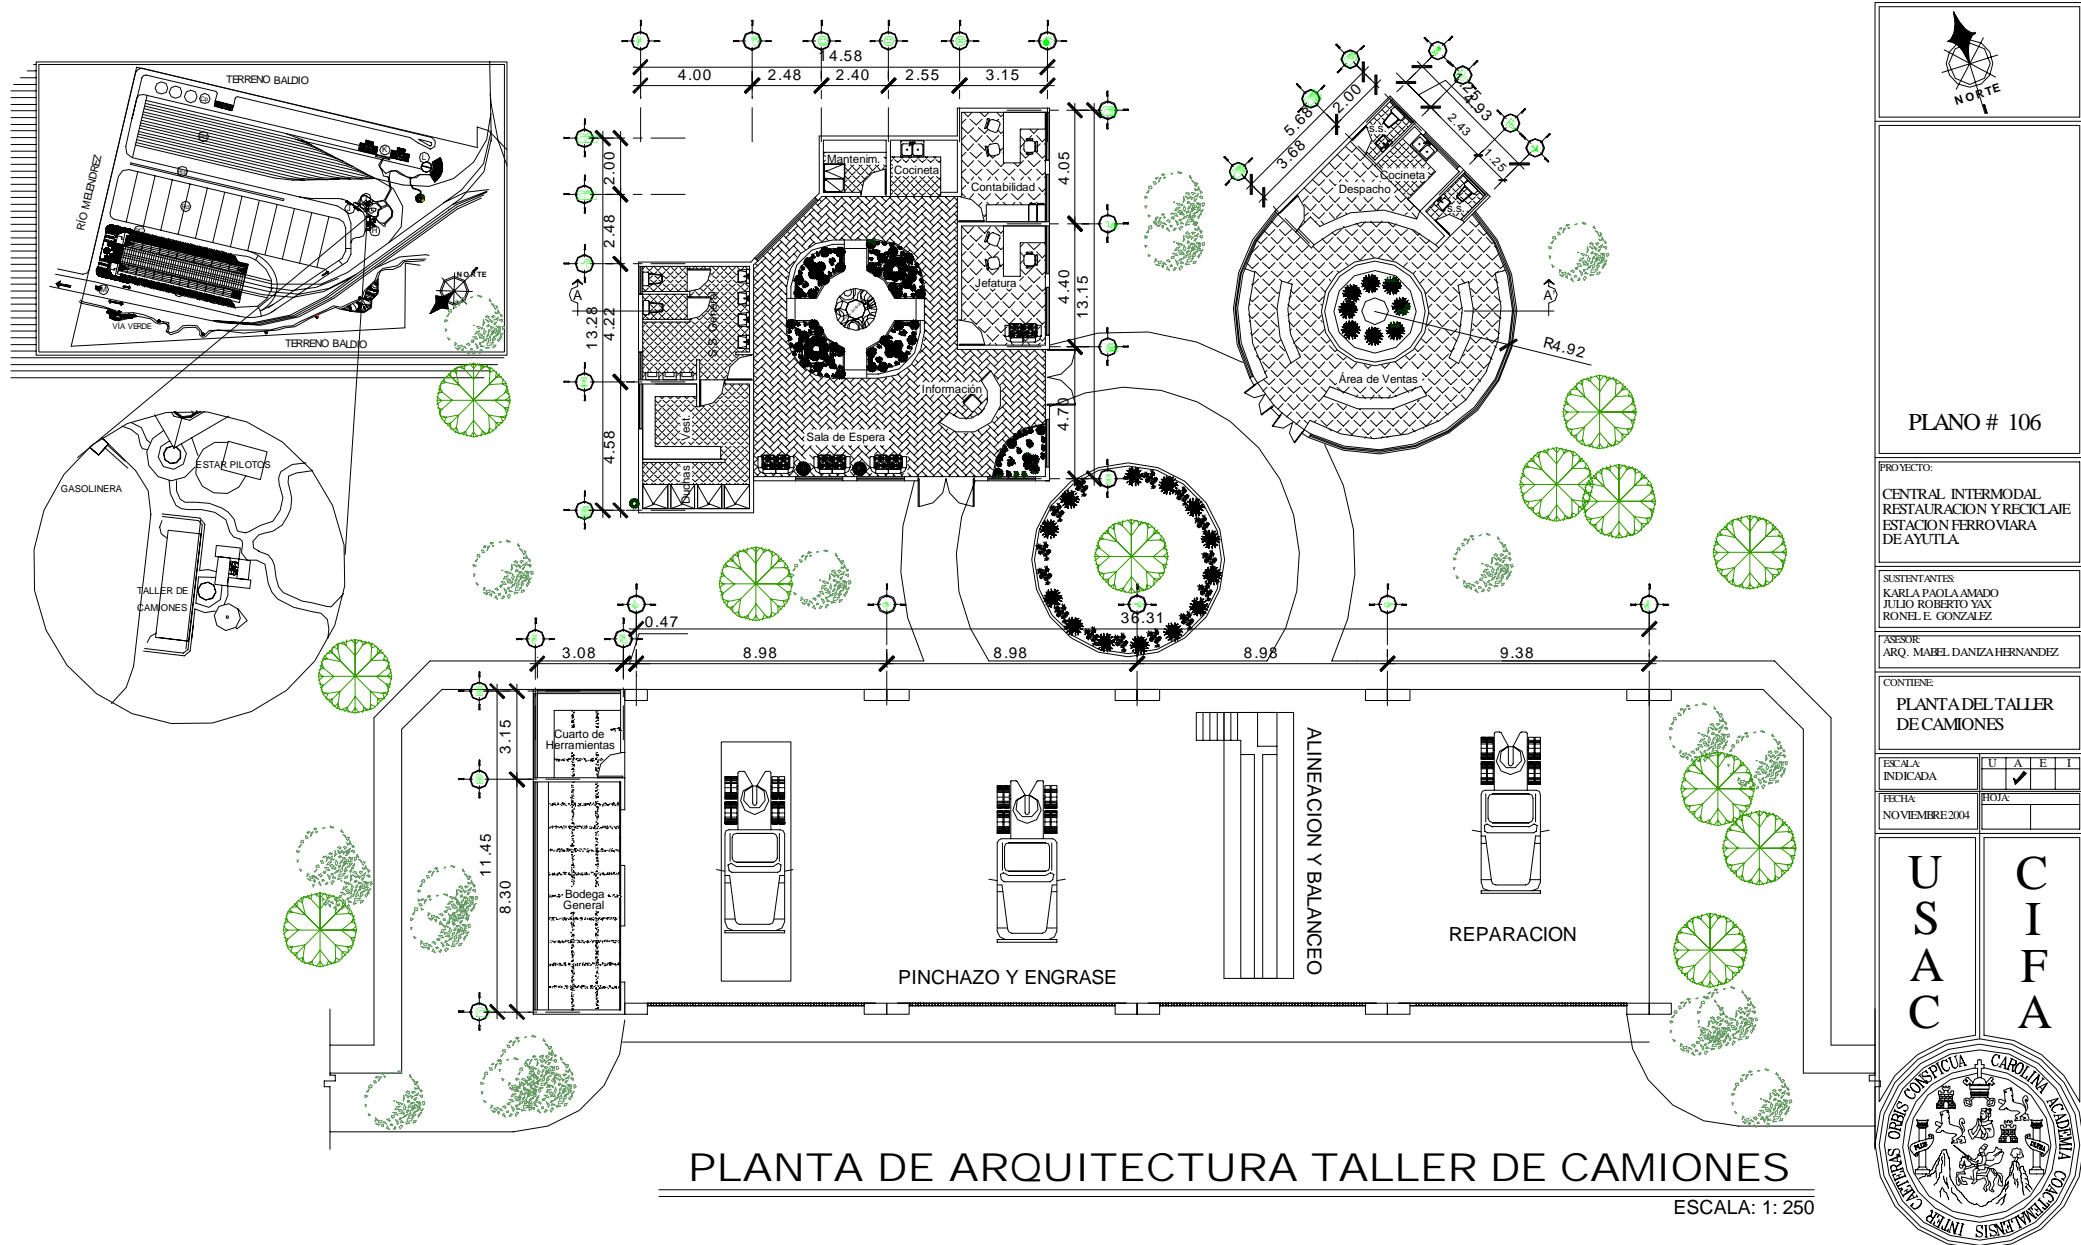 TERRENO BALDIO
RÍO MELENDREZ
NORTE
VÍA VERDE
TERRENO BALDIO
ESTAR PILOTOS
GASOLINERA
TALLER DE
CAMIONES
14.58
4.00
2.48
2.40
2.55
3.15
2.00
2.48
13.28
4.22
4.58
A
4.05
4.40
13.15
4.70
Mantenim.
Cocineta
Contabilidad
Jefatura
S.S. General
Información
Vest.
Sala de Espera
Duchas
5.68
2.00
3.68
4.93
2.43
1.25
S.S.
Cocineta
Despacho
S.S.
A
R4.92
Área de Ventas
36.31
0.47
3.08
8.98
8.98
8.98
9.38
3.15
11.45
8.30
Cuarto de
Herramientas
Bodega
General
PINCHAZO Y ENGRASE
ALINEACION Y BALANCEO
REPARACION
PLANTA DE ARQUITECTURA TALLER DE CAMIONES
ESCALA: 1: 250
NORTE
PLANO # 106
PROYECTO:
CENTRAL INTERMODAL
RESTAURACION Y RECICLAJE
ESTACION FERROVIARA
DE AYUTLA
SUSTENTANTES:
KARLA PAOLA AMADO
JULIO ROBERTO YAX
RONEL E. GONZALEZ
ASESOR:
ARQ. MABEL DANIZA HERNANDEZ
CONTIENE:
PLANTA DEL TALLER
DE CAMIONES
ESCALA:
INDICADA
U A E I
FECHA:
NOVIEMBRE 2004
HOJA:
USAC
CIFA
CAETERAS ORBIS CONSPICUA CAROLINA ACADEMIA COACTEMALENSIS INTER